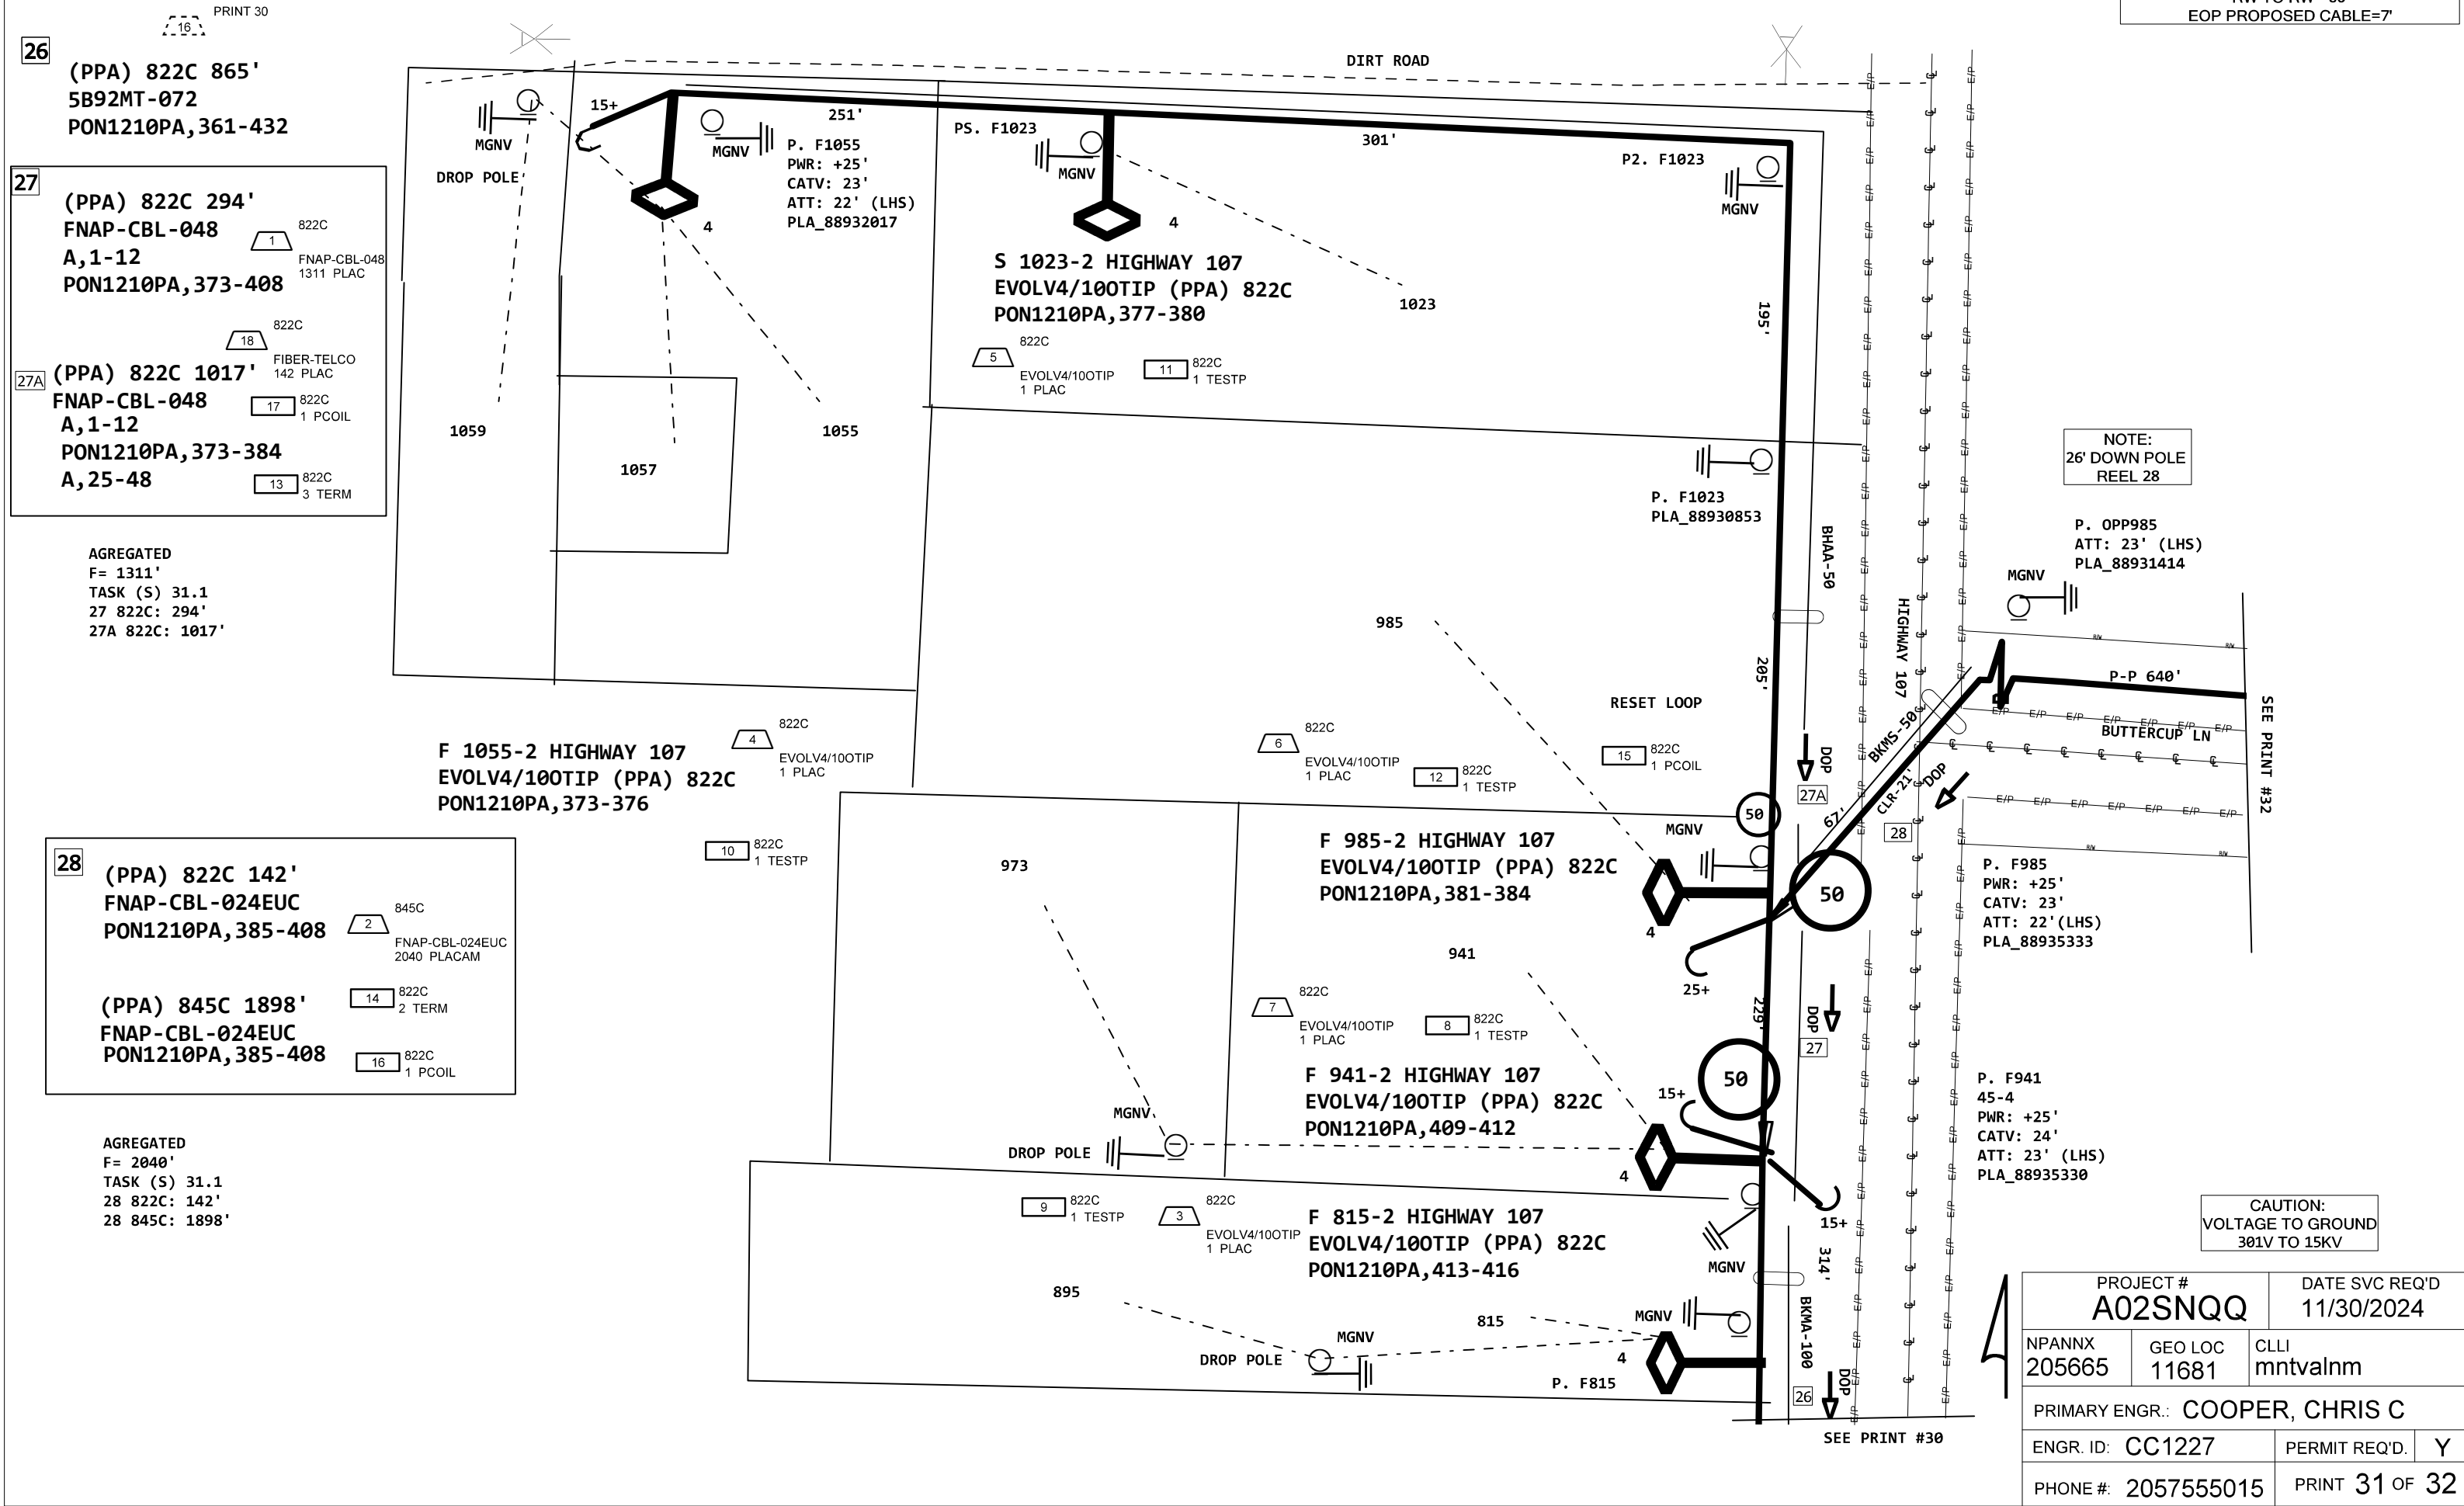 PRINT 30
16
26
(PPA) 822C 865'
5B92MT-072
PON1210PA,361-432
27
(PPA) 822C 294'
FNAP-CBL-048
A,1-12
PON1210PA,373-408
1
822C
FNAP-CBL-048
1311 PLAC
18
822C
FIBER-TELCO
142 PLAC
27A
(PPA) 822C 1017'
FNAP-CBL-048
A,1-12
PON1210PA,373-384
A,25-48
17
822C
1 PCOIL
13
822C
3 TERM
AGREGATED
F= 1311'
TASK (S) 31.1
27 822C: 294'
27A 822C: 1017'
28
(PPA) 822C 142'
FNAP-CBL-024EUC
PON1210PA,385-408
2
845C
FNAP-CBL-024EUC
2040 PLACAM
(PPA) 845C 1898'
FNAP-CBL-024EUC
PON1210PA,385-408
14
822C
2 TERM
16
822C
1 PCOIL
AGREGATED
F= 2040'
TASK (S) 31.1
28 822C: 142'
28 845C: 1898'
EOP PROPOSED CABLE=7'
DIRT ROAD
MGNV
DROP POLE
15+
4
MGNV
251'
P. F1055
PWR: +25'
CATV: 23'
ATT: 22' (LHS)
PLA_88932017
PS. F1023
MGNV
4
301'
P2. F1023
MGNV
S 1023-2 HIGHWAY 107
EVOLV4/100TIP (PPA) 822C
PON1210PA,377-380
5
822C
EVOLV4/100TIP
1 PLAC
11
822C
1 TESTP
1023
195'
1059
1057
1055
P. F1023
PLA_88930853
BHAA-50
HIGHWAY 107
NOTE:
26' DOWN POLE
REEL 28
P. OPP985
ATT: 23' (LHS)
PLA_88931414
MGNV
985
205'
RESET LOOP
15
822C
1 PCOIL
6
822C
EVOLV4/100TIP
1 PLAC
12
822C
1 TESTP
F 1055-2 HIGHWAY 107
EVOLV4/100TIP (PPA) 822C
PON1210PA,373-376
4
822C
EVOLV4/100TIP
1 PLAC
10
822C
1 TESTP
DOP
27A
BKMS-50
67'
CLR-21'
DOP
28
P-P 640'
BUTTERCUP LN
SEE PRINT #32
R/W
R/W
R/W
R/W
50
MGNV
F 985-2 HIGHWAY 107
EVOLV4/100TIP (PPA) 822C
PON1210PA,381-384
4
50
25+
P. F985
PWR: +25'
CATV: 23'
ATT: 22'(LHS)
PLA_88935333
973
941
7
822C
EVOLV4/100TIP
1 PLAC
8
822C
1 TESTP
229'
DOP
27
50
15+
F 941-2 HIGHWAY 107
EVOLV4/100TIP (PPA) 822C
PON1210PA,409-412
4
MGNV
DROP POLE
P. F941
45-4
PWR: +25'
CATV: 24'
ATT: 23' (LHS)
PLA_88935330
9
822C
1 TESTP
3
822C
EVOLV4/100TIP
1 PLAC
F 815-2 HIGHWAY 107
EVOLV4/100TIP (PPA) 822C
PON1210PA,413-416
MGNV
15+
314'
BKMA-100
895
815
MGNV
MGNV
DROP POLE
4
P. F815
26
DOP
SEE PRINT #30
CAUTION:
VOLTAGE TO GROUND
301V TO 15KV
PROJECT #
A02SNQQ
DATE SVC REQ'D
11/30/2024
NPANNX
205665
GEO LOC
11681
CLLI
mntvalnm
PRIMARY ENGR.: COOPER, CHRIS C
ENGR. ID: CC1227
PERMIT REQ'D. Y
PHONE #: 2057555015
PRINT 31 OF 32